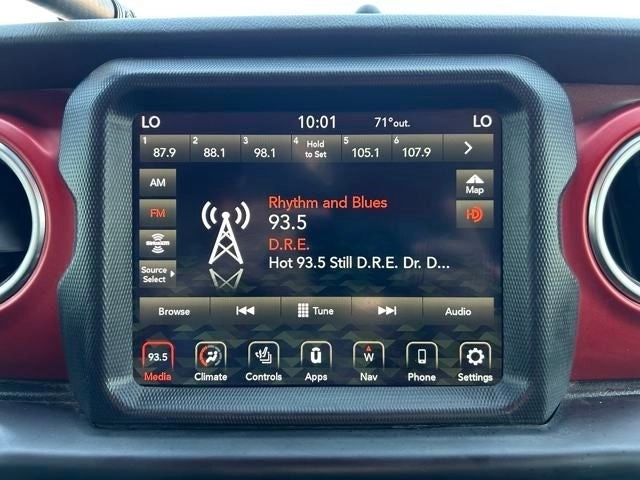 LO 10:01 71°out. LO
1 87.9 2 88.1 3 98.1 4 Hold to Set 5 105.1 6 107.9
AM
Map
Rhythm and Blues
FM
93.5
HD
D.R.E.
SiriusXM
Hot 93.5 Still D.R.E. Dr. D...
Source
Select
Browse Tune Audio
93.5 W
Media Climate Controls Apps Nav Phone Settings